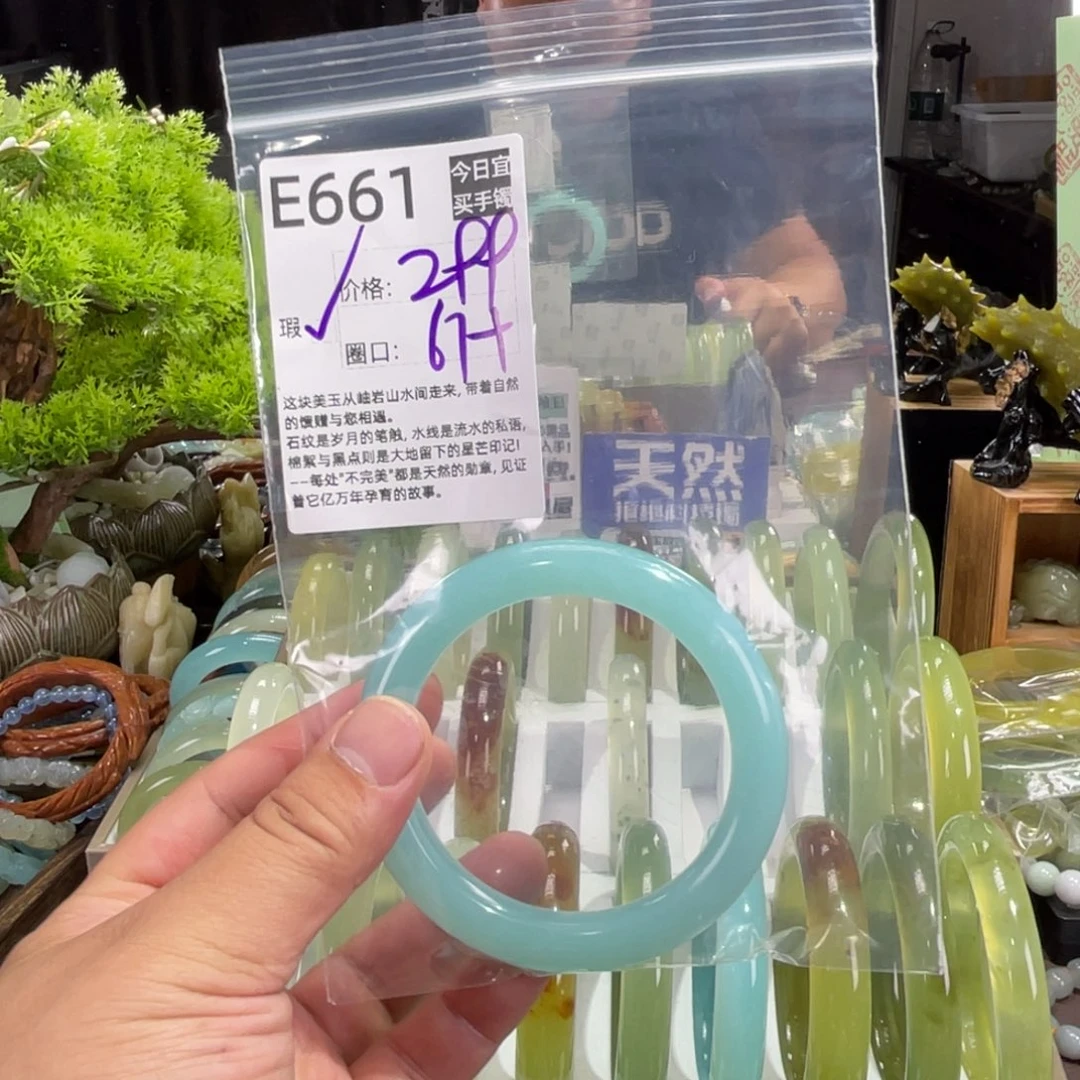 E661
今日宜
买手镯
价格: 299
瑕✓
圈口: 67+
这块美玉从岫岩山水间走来, 带着自然
的馈赠与您相遇。
石纹是岁月的笔触, 水线是流水的私语,
棉絮与黑点则是大地留下的星芒印记!
——每处"不完美"都是天然的勋章, 见证
着它亿万年孕育的故事。
天然